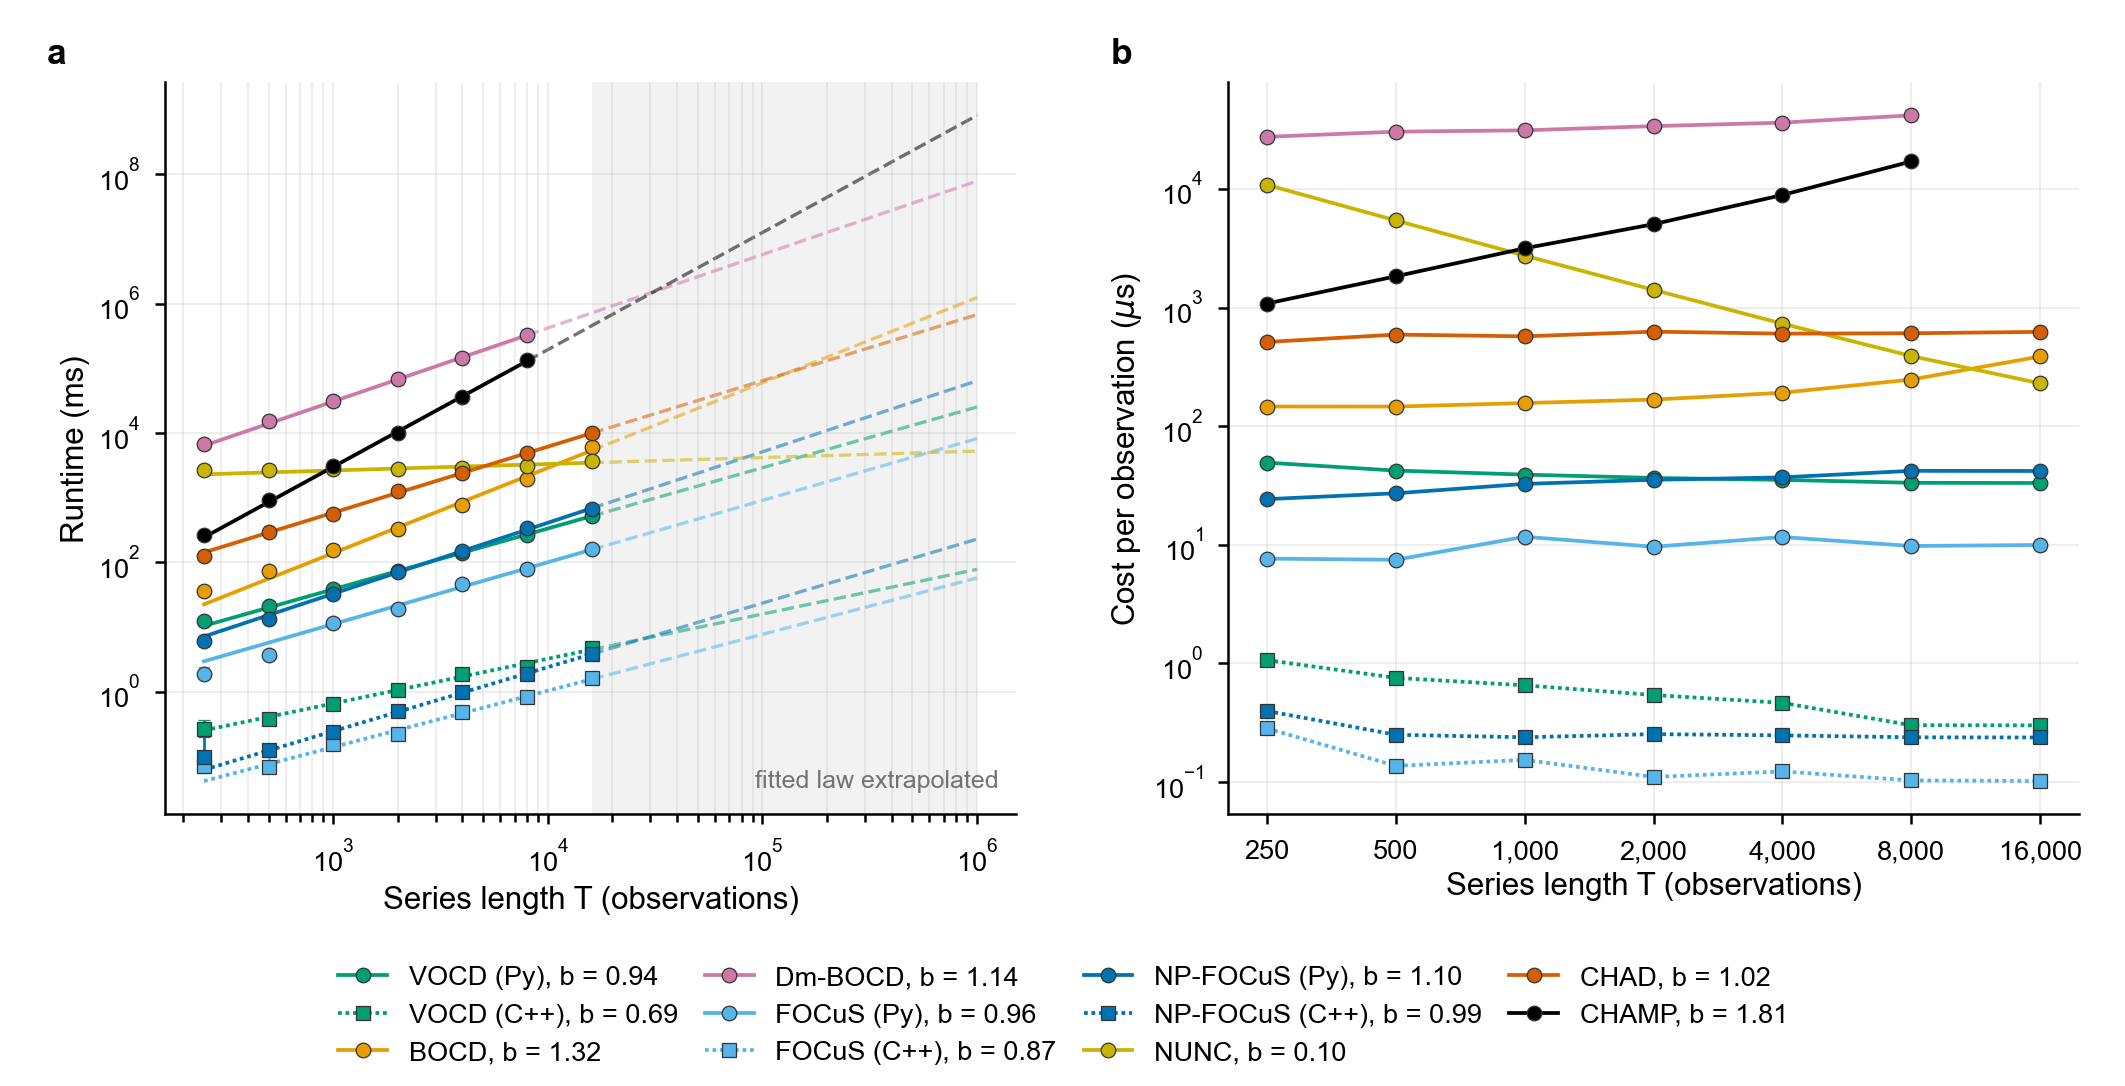 a
b
Runtime (ms)
10^8
10^6
10^4
10^2
10^0
fitted law extrapolated
10^3
10^4
10^5
10^6
Series length T (observations)
Cost per observation (μs)
10^4
10^3
10^2
10^1
10^0
10^−1
250
500
1,000
2,000
4,000
8,000
16,000
Series length T (observations)
VOCD (Py), b = 0.94
VOCD (C++), b = 0.69
BOCD, b = 1.32
Dm-BOCD, b = 1.14
FOCuS (Py), b = 0.96
FOCuS (C++), b = 0.87
NP-FOCuS (Py), b = 1.10
NP-FOCuS (C++), b = 0.99
NUNC, b = 0.10
CHAD, b = 1.02
CHAMP, b = 1.81